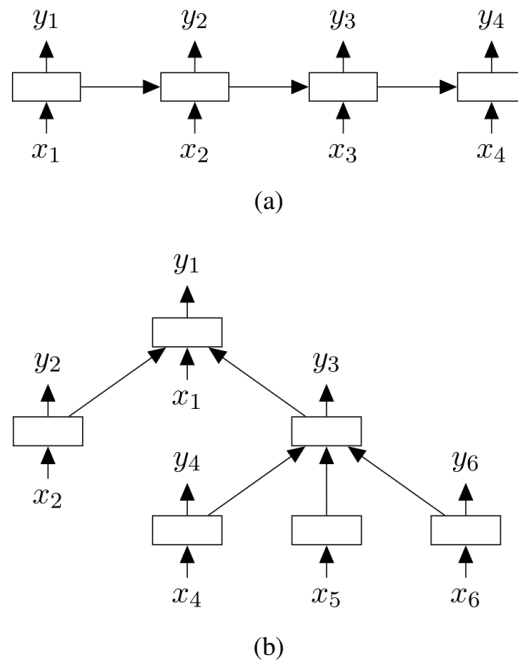 y1 y2 y3 y4
x1 x2 x3 x4
(a)
y1
y2 y3
x1
y4 y6
x2
x4 x5 x6
(b)